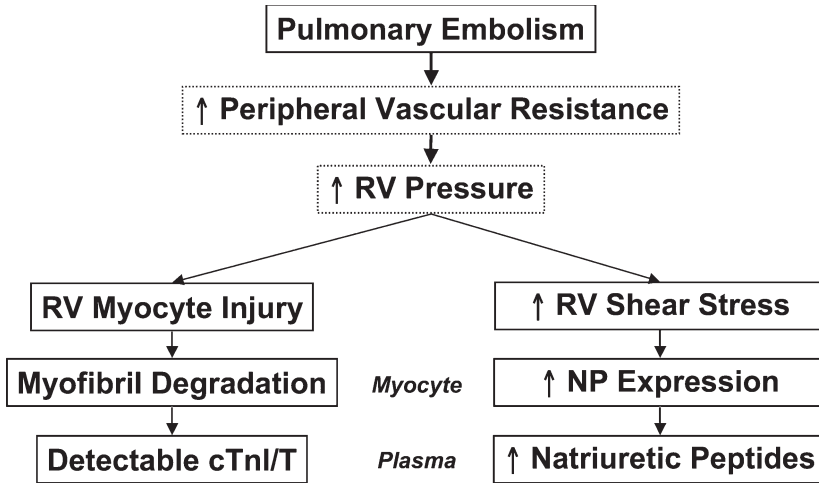 Pulmonary Embolism
↑ Peripheral Vascular Resistance
↑ RV Pressure
RV Myocyte Injury
↑ RV Shear Stress
Myofibril Degradation
Myocyte
↑ NP Expression
Detectable cTnI/T
Plasma
↑ Natriuretic Peptides